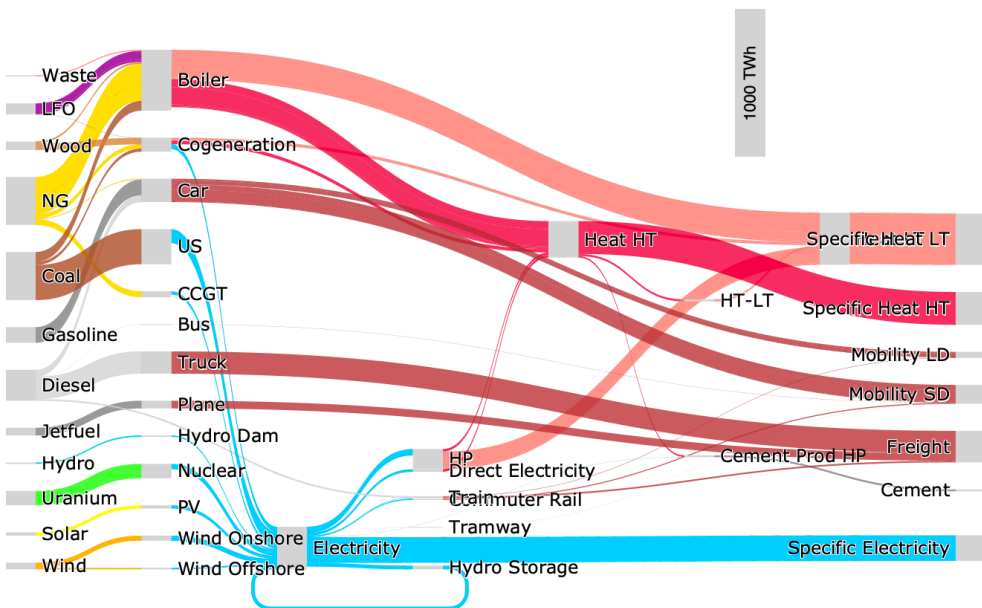 Waste
LFO
Wood
NG
Coal
Gasoline
Diesel
Jetfuel
Hydro
Uranium
Solar
Wind
Boiler
Cogeneration
Car
US
CCGT
Bus
Truck
Plane
Hydro Dam
Nuclear
PV
Wind Onshore
Wind Offshore
Electricity
HP
Direct Electricity
Train
Commuter Rail
Tramway
Hydro Storage
Heat HT
HT-LT
Cement Prod HP
1000 TWh
Heat LT
Specific Heat LT
Specific Heat HT
Mobility LD
Mobility SD
Freight
Cement
Specific Electricity